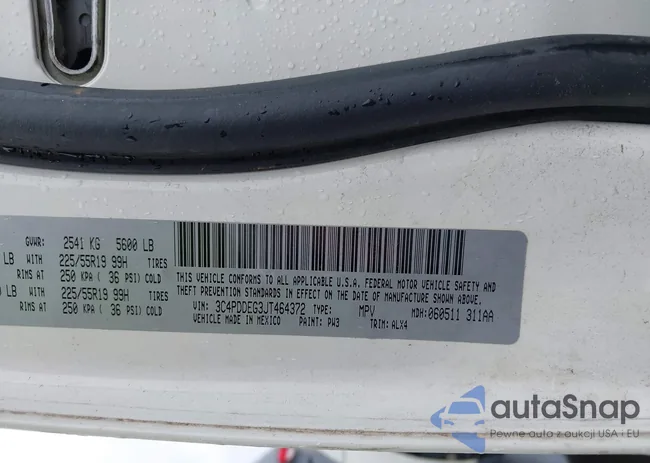 GVWR: 2541 KG 5600 LB
LB WITH 225/55R19 99H TIRES
RIMS AT 250 KPA ( 36 PSI) COLD
LB WITH 225/55R19 99H TIRES
RIMS AT 250 KPA ( 36 PSI) COLD
THIS VEHICLE CONFORMS TO ALL APPLICABLE U.S.A. FEDERAL MOTOR VEHICLE SAFETY AND
THEFT PREVENTION STANDARDS IN EFFECT ON THE DATE OF MANUFACTURE SHOWN ABOVE.
VIN: 3C4PDDEG3JT464372 TYPE: MPV MDH: 060511 311AA
VEHICLE MADE IN MEXICO PAINT: PW3 TRIM: ALX4
autaSnap
Pewne auta z aukcji USA i EU